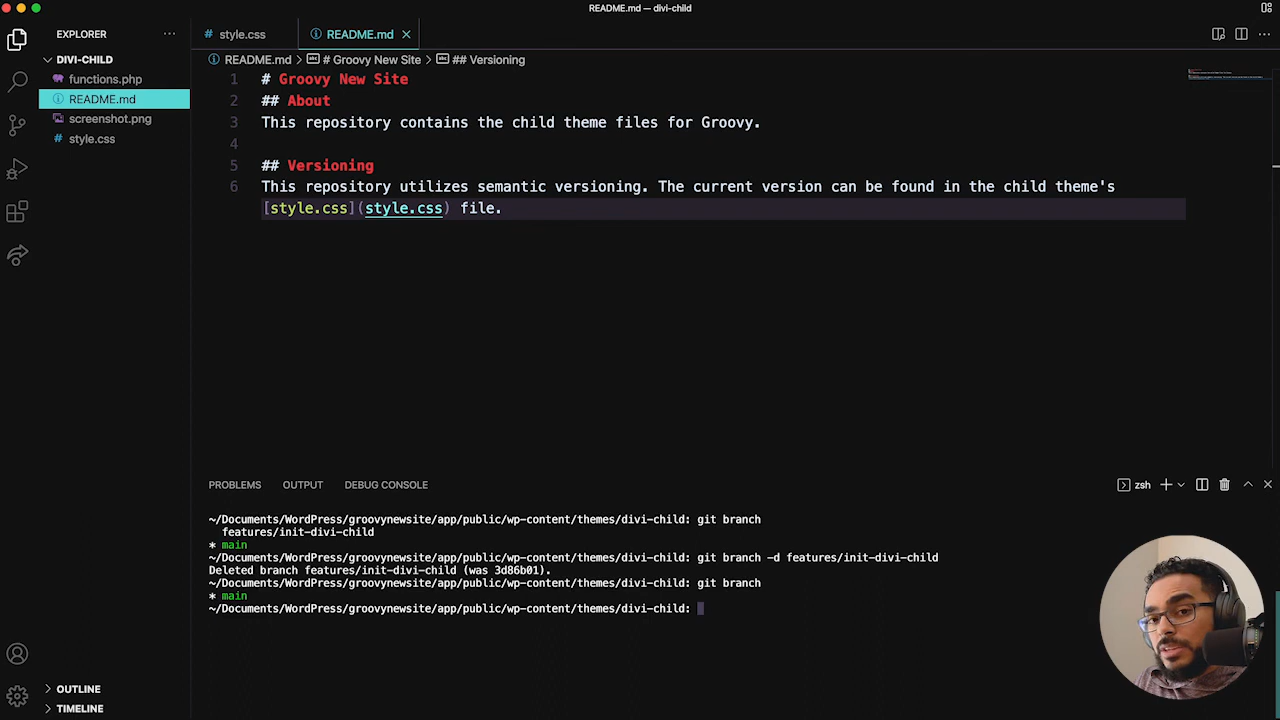 README.md — divi-child
EXPLORER
DIVI-CHILD
functions.php
README.md
screenshot.png
# style.css
OUTLINE
TIMELINE
# style.css
README.md
README.md > # Groovy New Site > ## Versioning
1 # Groovy New Site
2 ## About
3 This repository contains the child theme files for Groovy.
4
5 ## Versioning
6 This repository utilizes semantic versioning. The current version can be found in the child theme's
[style.css](style.css) file.
PROBLEMS OUTPUT DEBUG CONSOLE
zsh
~/Documents/WordPress/groovynewsite/app/public/wp-content/themes/divi-child: git branch
features/init-divi-child
* main
~/Documents/WordPress/groovynewsite/app/public/wp-content/themes/divi-child: git branch -d features/init-divi-child
Deleted branch features/init-divi-child (was 3d86b01).
~/Documents/WordPress/groovynewsite/app/public/wp-content/themes/divi-child: git branch
* main
~/Documents/WordPress/groovynewsite/app/public/wp-content/themes/divi-child: